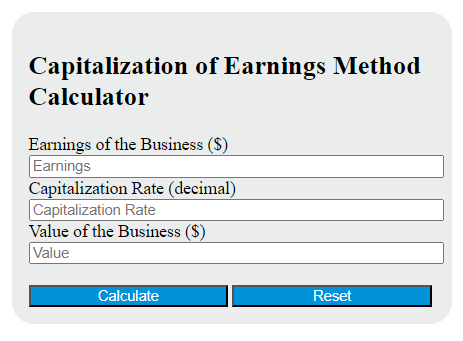 Capitalization of Earnings Method
Calculator
Earnings of the Business ($)
Earnings
Capitalization Rate (decimal)
Capitalization Rate
Value of the Business ($)
Value
Calculate Reset